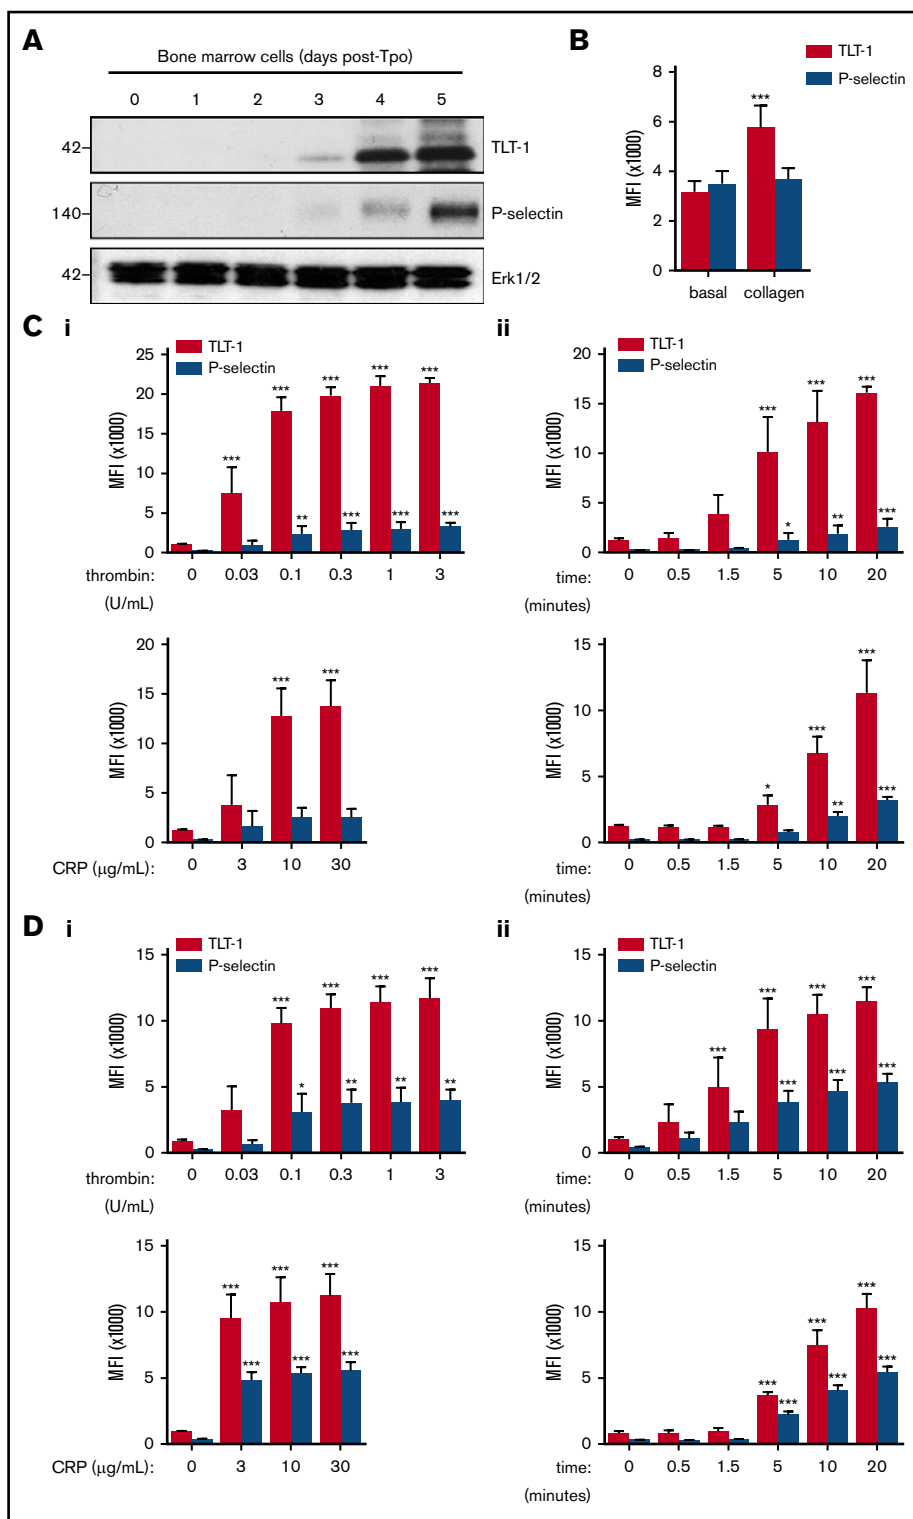 A
Bone marrow cells (days post-Tpo)
0 1 2 3 4 5
42
TLT-1
140
P-selectin
42
Erk1/2
B
TLT-1
P-selectin
MFI (x1000)
8
***
6
4
2
0
basal collagen
C i
TLT-1
P-selectin
MFI (x1000)
25
20
15
10
5
0
*** *** *** *** ***
** *** *** ***
thrombin: 0 0.03 0.1 0.3 1 3
(U/mL)
ii
TLT-1
P-selectin
MFI (x1000)
20
15
10
5
0
*** *** ***
* ** ***
time: 0 0.5 1.5 5 10 20
(minutes)
MFI (x1000)
20
15
10
5
0
*** ***
CRP (μg/mL): 0 3 10 30
MFI (x1000)
15
10
5
0
* *** ***
** ***
time: 0 0.5 1.5 5 10 20
(minutes)
D i
TLT-1
P-selectin
MFI (x1000)
15
10
5
0
*** *** *** ***
* ** ** **
thrombin: 0 0.03 0.1 0.3 1 3
(U/mL)
ii
TLT-1
P-selectin
MFI (x1000)
15
10
5
0
*** *** *** ***
*** *** ***
time: 0 0.5 1.5 5 10 20
(minutes)
MFI (x1000)
15
10
5
0
*** *** ***
*** *** ***
CRP (μg/mL): 0 3 10 30
MFI (x1000)
15
10
5
0
*** *** ***
*** *** ***
time: 0 0.5 1.5 5 10 20
(minutes)